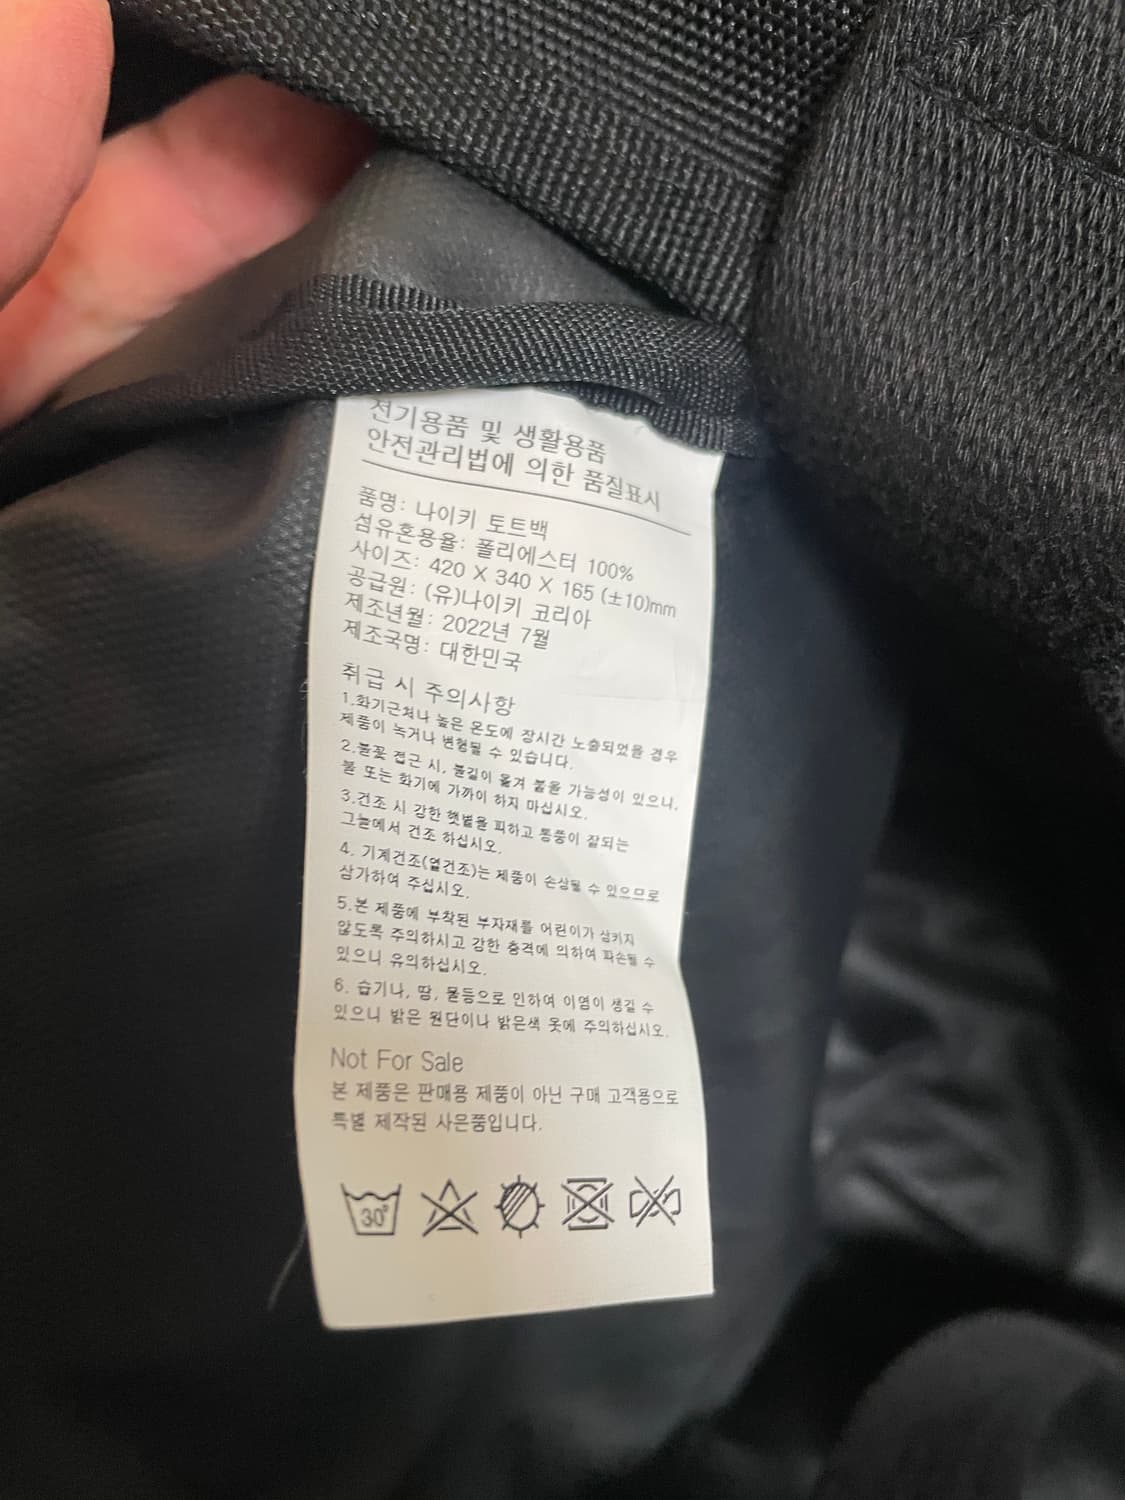 전기용품 및 생활용품
안전관리법에 의한 품질표시
품명: 나이키 토트백
섬유혼용율: 폴리에스터 100%
사이즈: 420 X 340 X 165 (±10)mm
공급원: (유)나이키 코리아
제조년월: 2022년 7월
제조국명: 대한민국
취급 시 주의사항
1.화기근처나 높은 온도에 장시간 노출되었을 경우
제품이 녹거나 변형될 수 있습니다.
2.불꽃 접근 시, 불길이 옮겨 붙을 가능성이 있으니,
불 또는 화기에 가까이 하지 마십시오.
3.건조 시 강한 햇볕을 피하고 통풍이 잘되는
그늘에서 건조 하십시오.
4. 기계건조(열건조)는 제품이 손상될 수 있으므로
삼가하여 주십시오.
5.본 제품에 부착된 부자재를 어린이가 삼키지
않도록 주의하시고 강한 충격에 의하여 파손될 수
있으니 유의하십시오.
6. 습기나, 땀, 물등으로 인하여 이염이 생길 수
있으니 밝은 원단이나 밝은색 옷에 주의하십시오.
Not For Sale
본 제품은 판매용 제품이 아닌 구매 고객용으로
특별 제작된 사은품입니다.
30°